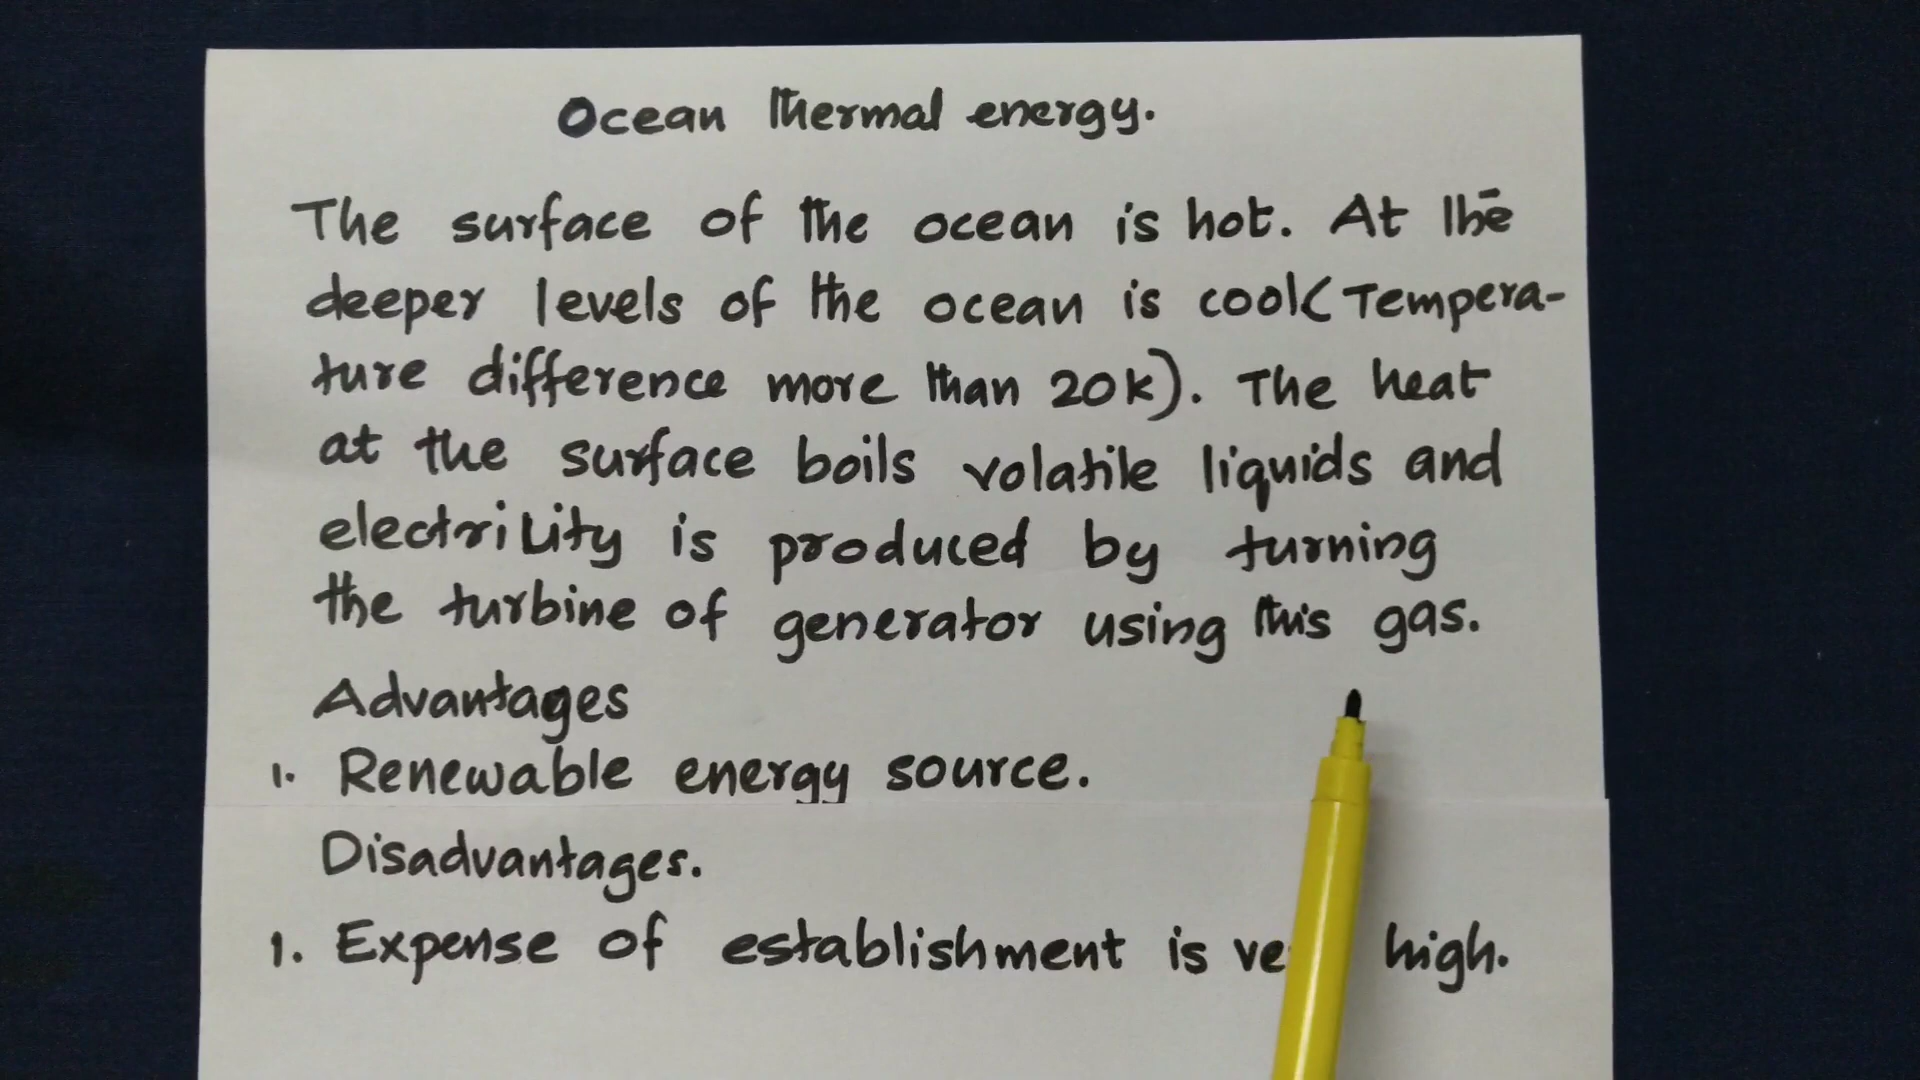 Ocean thermal energy.
The surface of the ocean is hot. At the
deeper levels of the ocean is cool(Tempera-
ture difference more than 20k). The heat
at the surface boils volatile liquids and
electricity is produced by turning
the turbine of generator using this gas.
Advantages
1. Renewable energy source.
Disadvantages.
1. Expense of establishment is ve high.